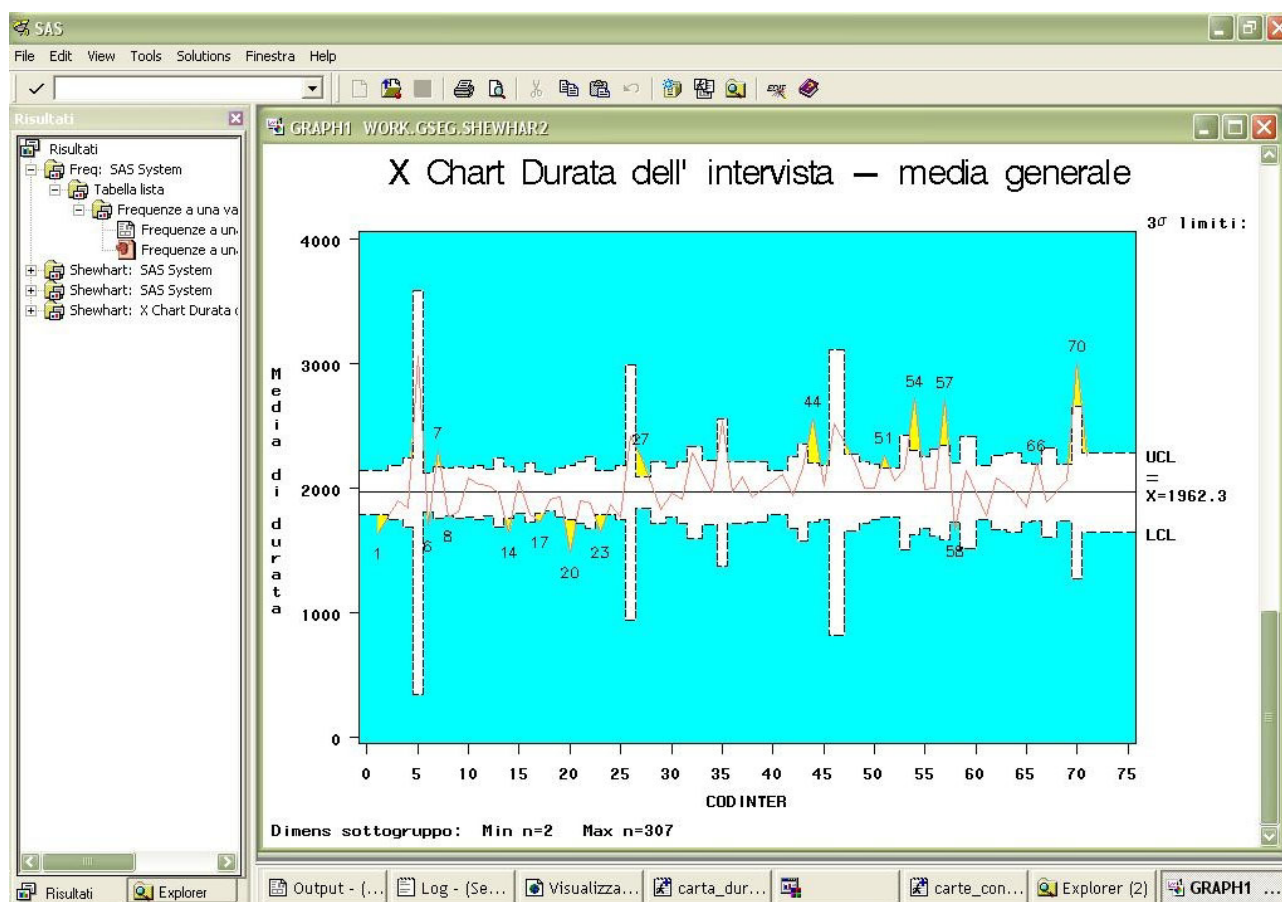 SAS
File Edit View Tools Solutions Finestra Help
Risultati
Risultati
Freq: SAS System
Tabella lista
Frequenze a una va
Frequenze a un
Frequenze a un
Shewhart: SAS System
Shewhart: SAS System
Shewhart: X Chart Durata
GRAPH1 WORK.GSEG.SHEWHAR2
X Chart Durata dell' intervista – media generale
3σ limiti:
Media di durata
4000
3000
2000
1000
0
1
5
6
7
8
14
17
20
23
27
44
51
54
57
58
66
70
UCL
=
X=1962.3
LCL
0 5 10 15 20 25 30 35 40 45 50 55 60 65 70 75
CODINTER
Dimens sottogruppo: Min n=2 Max n=307
Risultati
Explorer
Output - (...
Log - (Se...
Visualizza...
carta_dur...
carte_con...
Explorer (2)
GRAPH1 ...